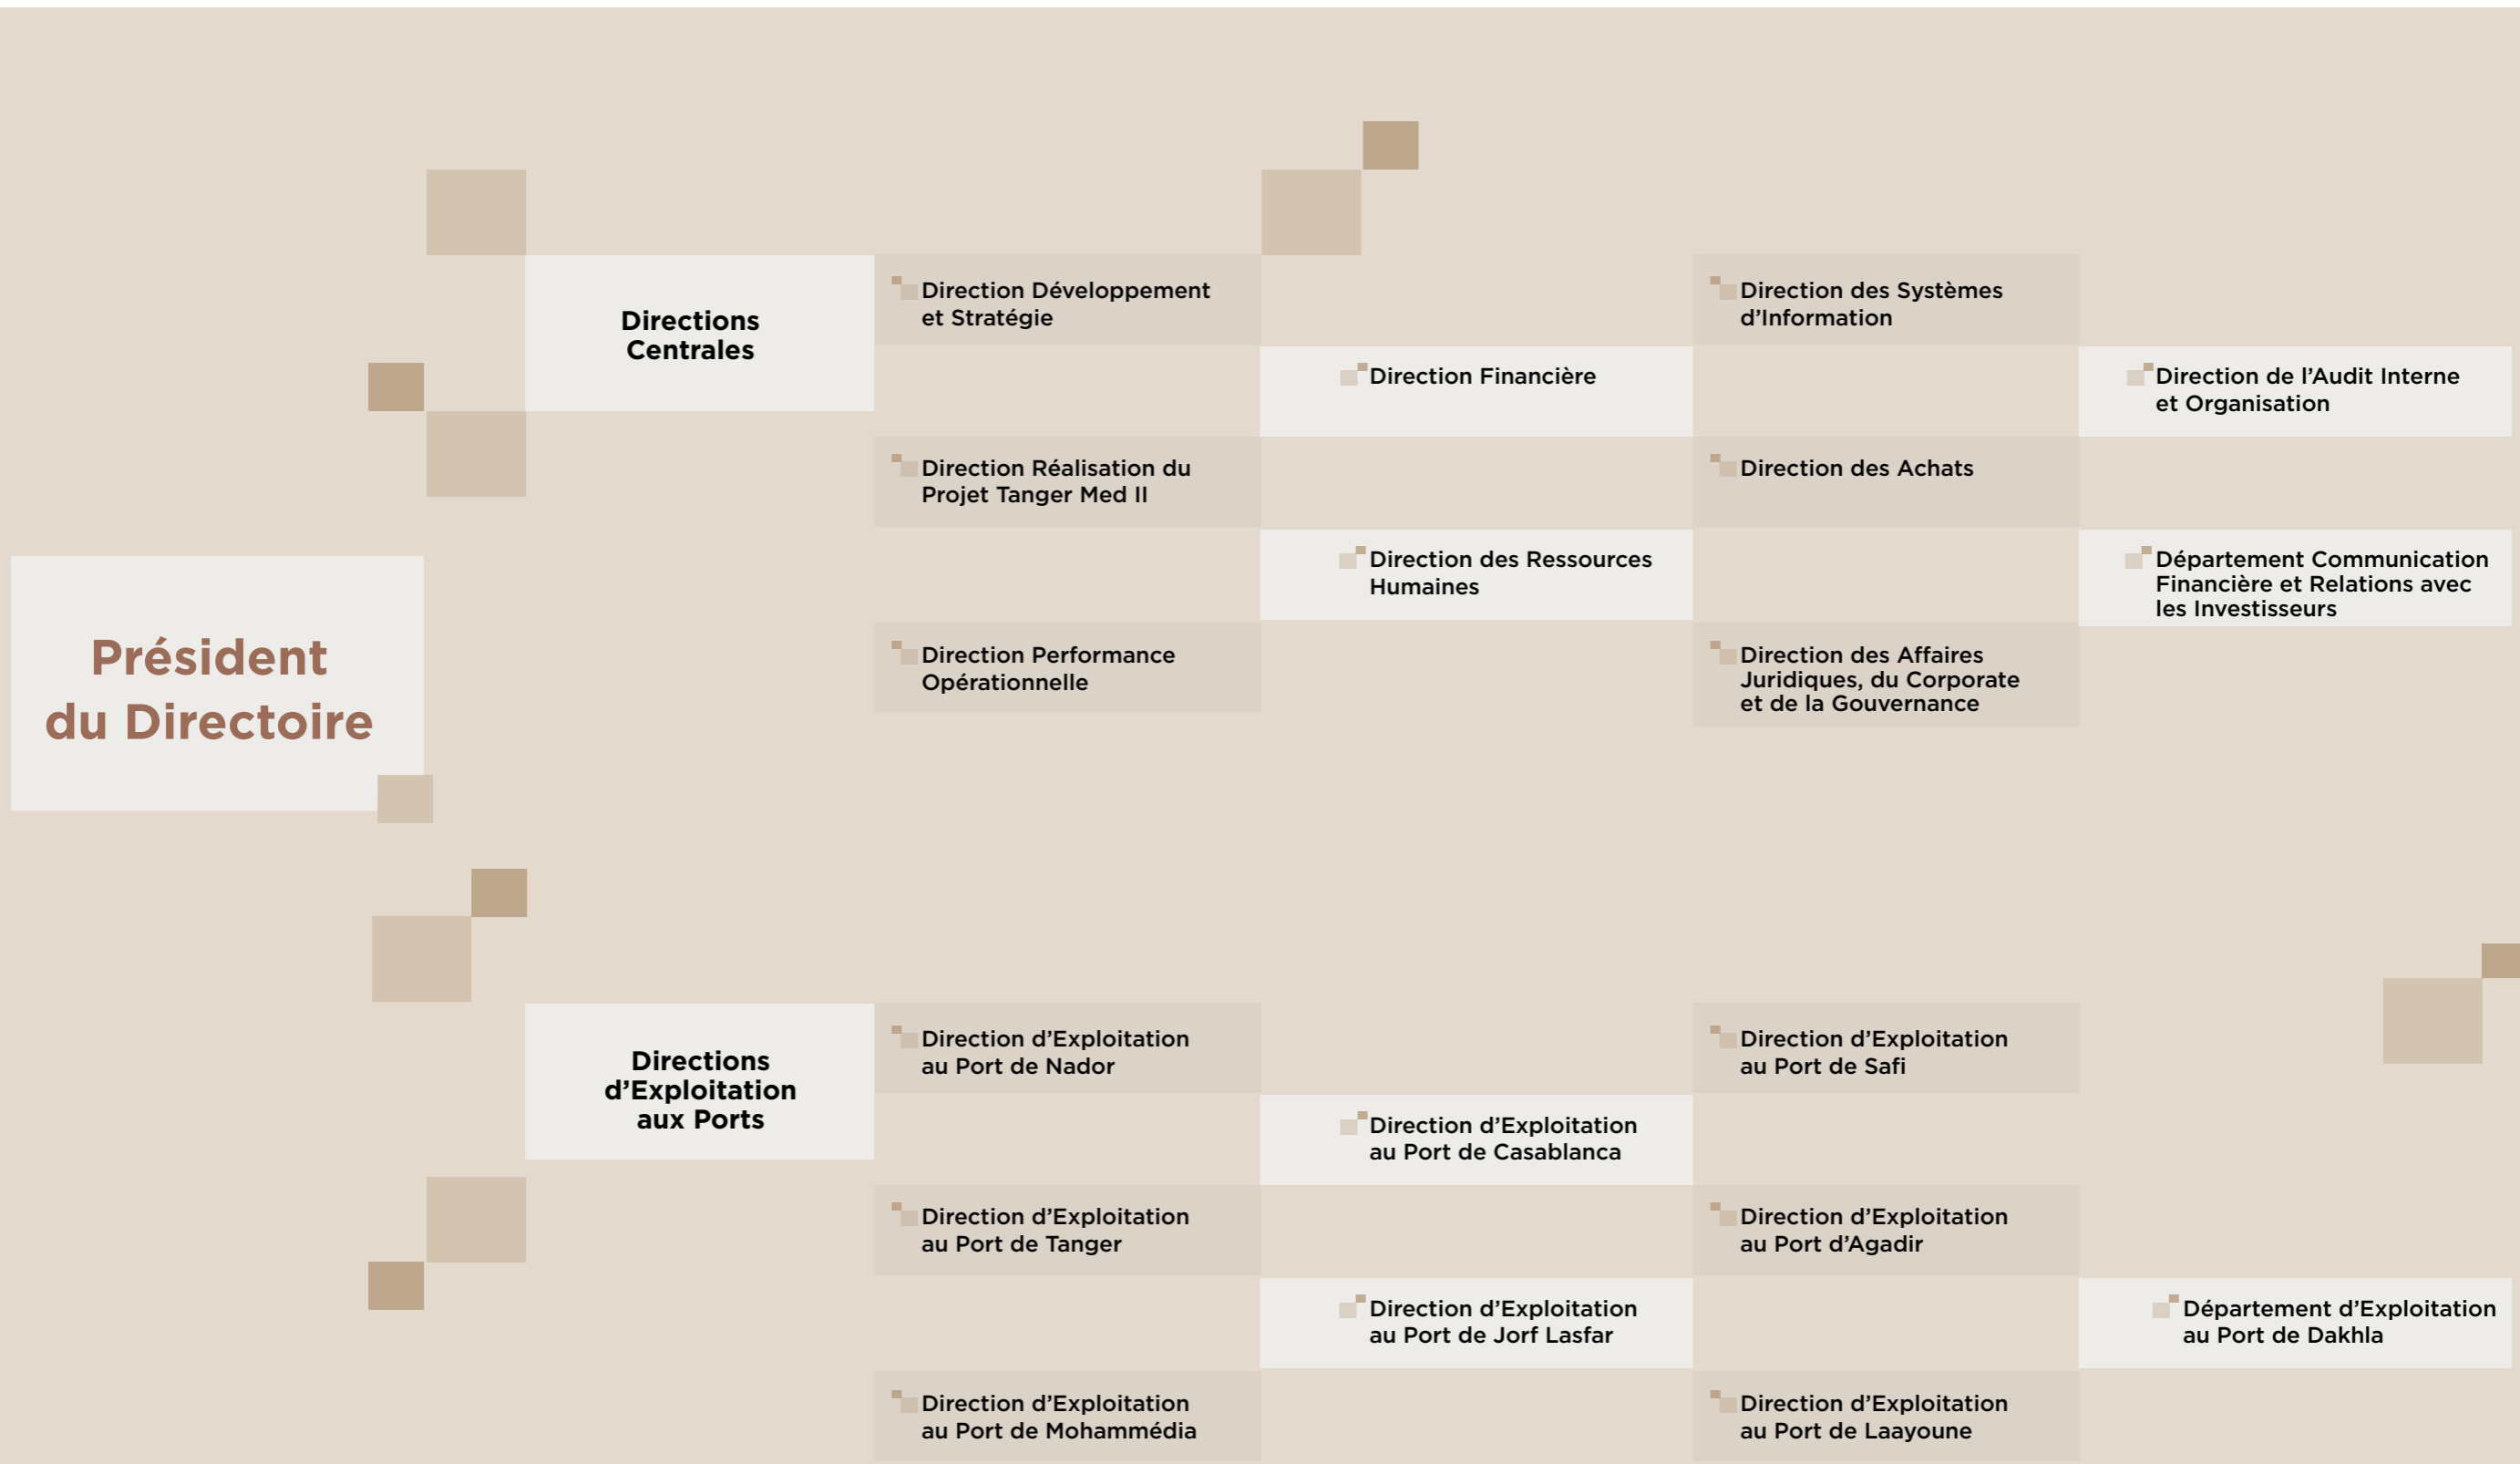 Président
du Directoire
Directions
Centrales
Direction Développement
et Stratégie
Direction Réalisation du
Projet Tanger Med II
Direction Performance
Opérationnelle
Direction Financière
Direction des Ressources
Humaines
Direction des Systèmes
d’Information
Direction des Achats
Direction des Affaires
Juridiques, du Corporate
et de la Gouvernance
Direction de l’Audit Interne
et Organisation
Département Communication
Financière et Relations avec
les Investisseurs
Directions
d’Exploitation
aux Ports
Direction d’Exploitation
au Port de Nador
Direction d’Exploitation
au Port de Tanger
Direction d’Exploitation
au Port de Mohammédia
Direction d’Exploitation
au Port de Casablanca
Direction d’Exploitation
au Port de Jorf Lasfar
Direction d’Exploitation
au Port de Safi
Direction d’Exploitation
au Port d’Agadir
Direction d’Exploitation
au Port de Laayoune
Département d’Exploitation
au Port de Dakhla